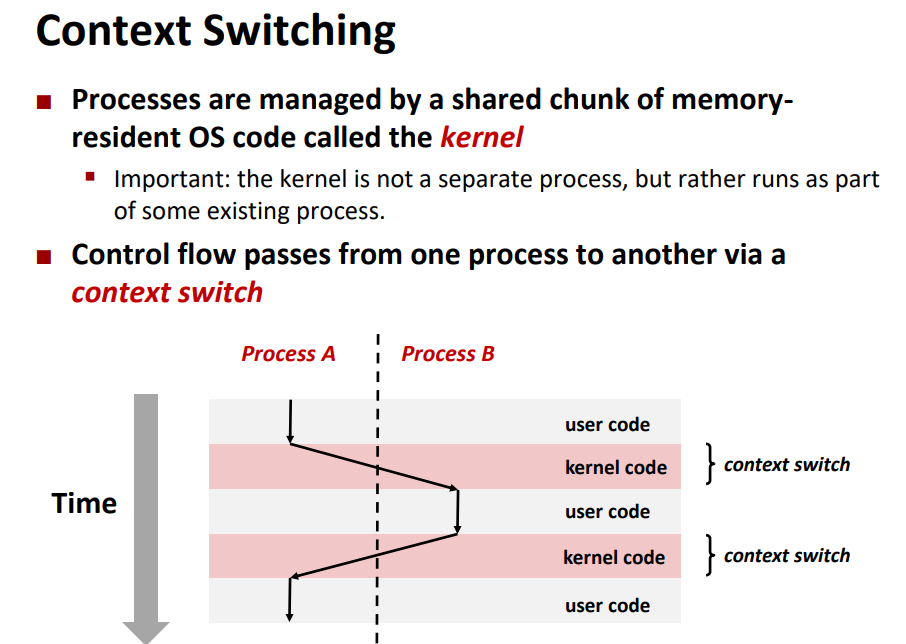 Context Switching
Processes are managed by a shared chunk of memory-
resident OS code called the kernel
Important: the kernel is not a separate process, but rather runs as part
of some existing process.
Control flow passes from one process to another via a
context switch
Process A
Process B
user code
kernel code
context switch
Time
user code
kernel code
context switch
user code